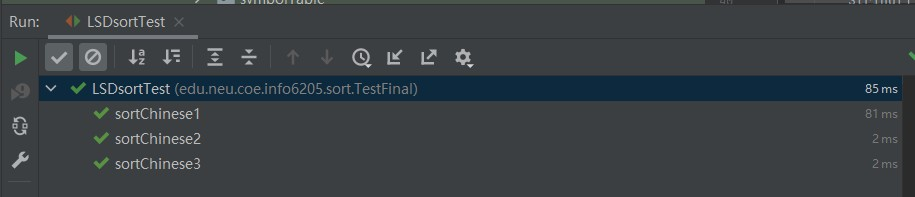 symbolTable
Run: LSDsortTest
LSDsortTest (edu.neu.coe.info6205.sort.TestFinal) 85 ms
sortChinese1 81 ms
sortChinese2 2 ms
sortChinese3 2 ms